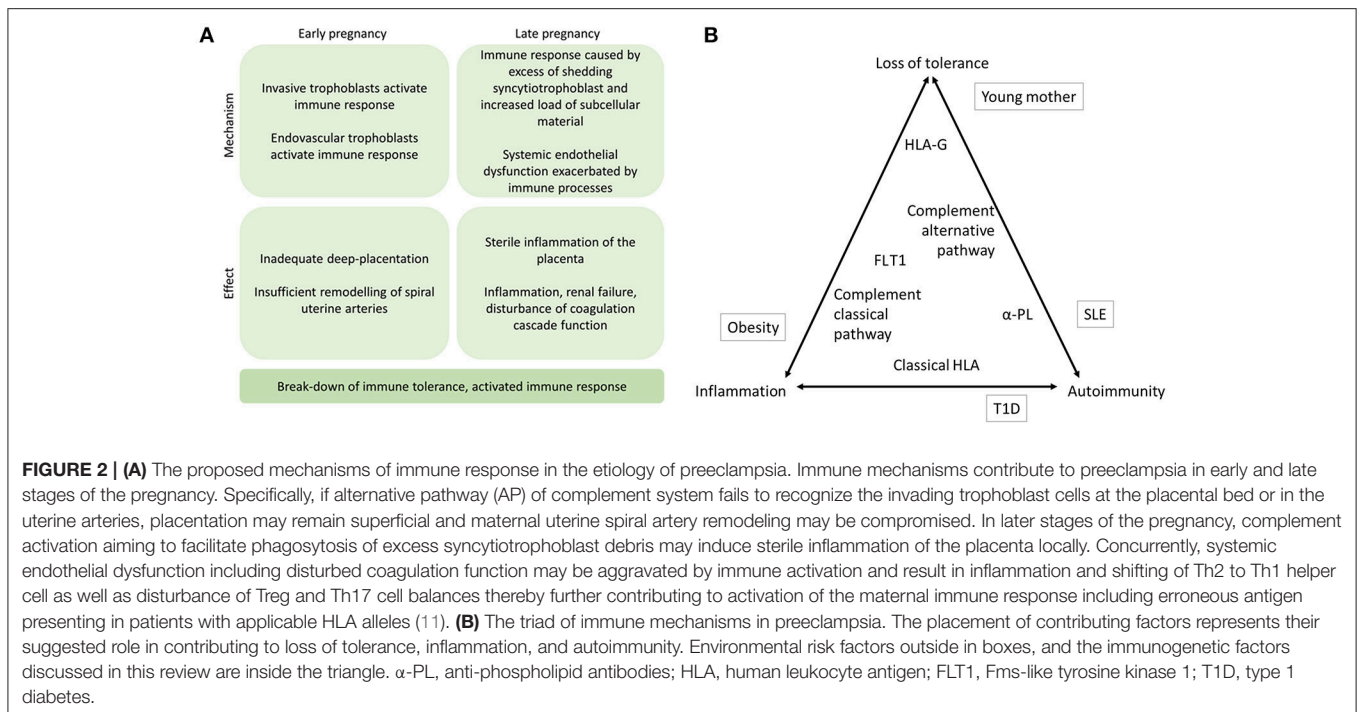 A
Early pregnancy
Late pregnancy
Mechanism
Invasive trophoblasts activate
immune response
Endovascular trophoblasts
activate immune response
Immune response caused by
excess of shedding
syncytiotrophoblast and
increased load of subcellular
material
Systemic endothelial
dysfunction exacerbated by
immune processes
Effect
Inadequate deep-placentation
Insufficient remodelling of spiral
uterine arteries
Sterile inflammation of the
placenta
Inflammation, renal failure,
disturbance of coagulation
cascade function
Break-down of immune tolerance, activated immune response
B
Loss of tolerance
Young mother
HLA-G
Complement
alternative
pathway
FLT1
Complement
classical
pathway
Obesity
α-PL
SLE
Classical HLA
Inflammation
Autoimmunity
T1D
FIGURE 2 | (A) The proposed mechanisms of immune response in the etiology of preeclampsia. Immune mechanisms contribute to preeclampsia in early and late
stages of the pregnancy. Specifically, if alternative pathway (AP) of complement system fails to recognize the invading trophoblast cells at the placental bed or in the
uterine arteries, placentation may remain superficial and maternal uterine spiral artery remodeling may be compromised. In later stages of the pregnancy, complement
activation aiming to facilitate phagosytosis of excess syncytiotrophoblast debris may induce sterile inflammation of the placenta locally. Concurrently, systemic
endothelial dysfunction including disturbed coagulation function may be aggravated by immune activation and result in inflammation and shifting of Th2 to Th1 helper
cell as well as disturbance of Treg and Th17 cell balances thereby further contributing to activation of the maternal immune response including erroneous antigen
presenting in patients with applicable HLA alleles (11). (B) The triad of immune mechanisms in preeclampsia. The placement of contributing factors represents their
suggested role in contributing to loss of tolerance, inflammation, and autoimmunity. Environmental risk factors outside in boxes, and the immunogenetic factors
discussed in this review are inside the triangle. α-PL, anti-phospholipid antibodies; HLA, human leukocyte antigen; FLT1, Fms-like tyrosine kinase 1; T1D, type 1
diabetes.